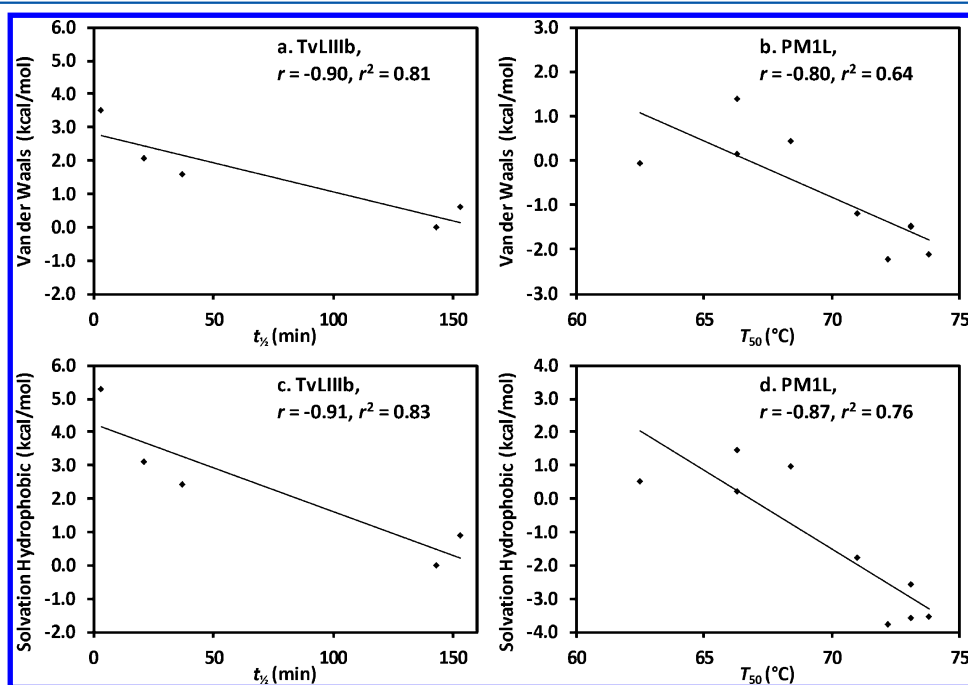 a. TvLIIIb,
r = -0.90, r² = 0.81
Van der Waals (kcal/mol)
6.0
5.0
4.0
3.0
2.0
1.0
0.0
-1.0
-2.0
0 50 100 150
t½ (min)
b. PM1L,
r = -0.80, r² = 0.64
Van der Waals (kcal/mol)
3.0
2.0
1.0
0.0
-1.0
-2.0
-3.0
60 65 70 75
T50 (°C)
c. TvLIIIb,
r = -0.91, r² = 0.83
Solvation Hydrophobic (kcal/mol)
6.0
5.0
4.0
3.0
2.0
1.0
0.0
-1.0
-2.0
0 50 100 150
t½ (min)
d. PM1L,
r = -0.87, r² = 0.76
Solvation Hydrophobic (kcal/mol)
4.0
3.0
2.0
1.0
0.0
-1.0
-2.0
-3.0
-4.0
60 65 70 75
T50 (°C)